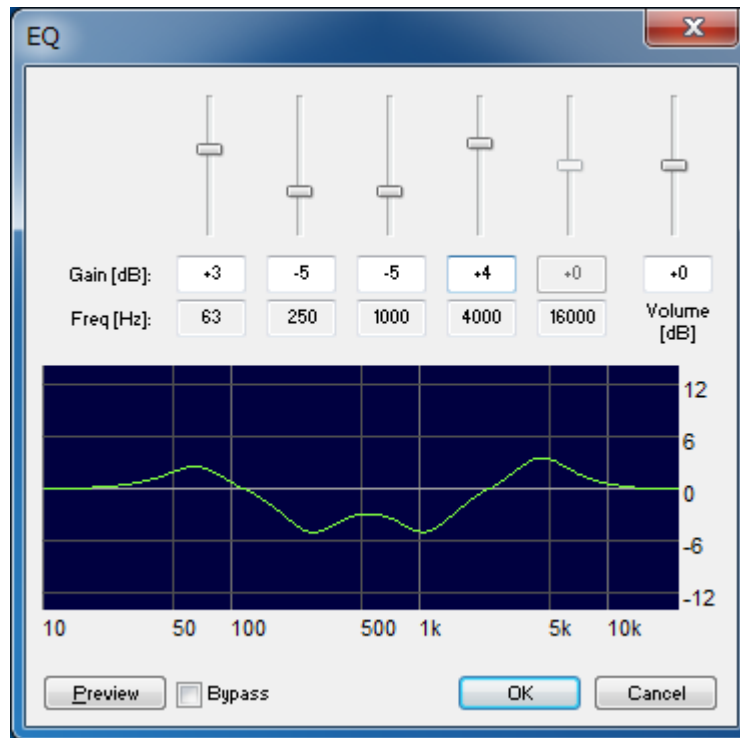 EQ
Gain [dB]: +3 -5 -5 +4 +0 +0
Freq [Hz]: 63 250 1000 4000 16000 Volume
[dB]
12
6
0
-6
-12
10 50 100 500 1k 5k 10k
Preview Bypass OK Cancel